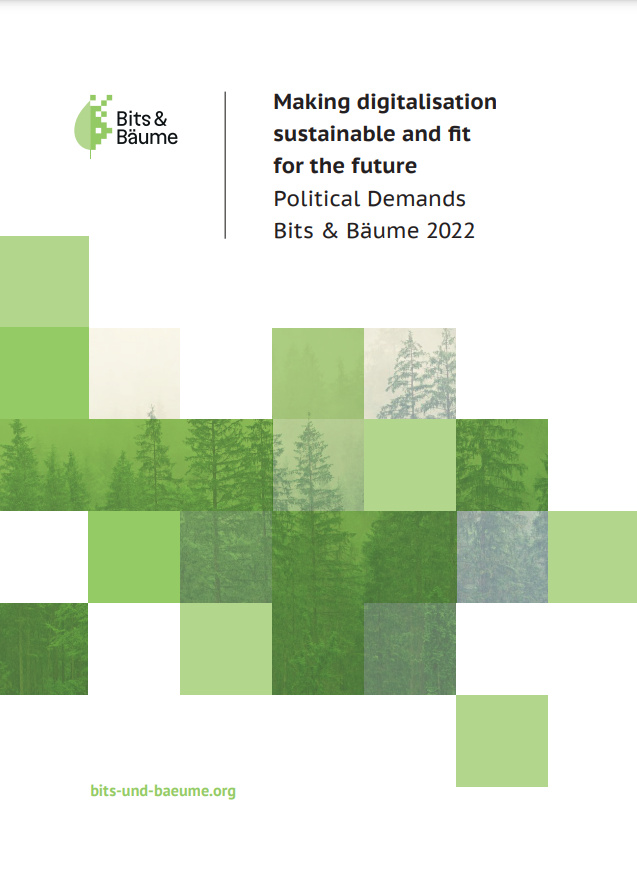 Bits &
Bäume
Making digitalisation
sustainable and fit
for the future
Political Demands
Bits & Bäume 2022
bits-und-baeume.org